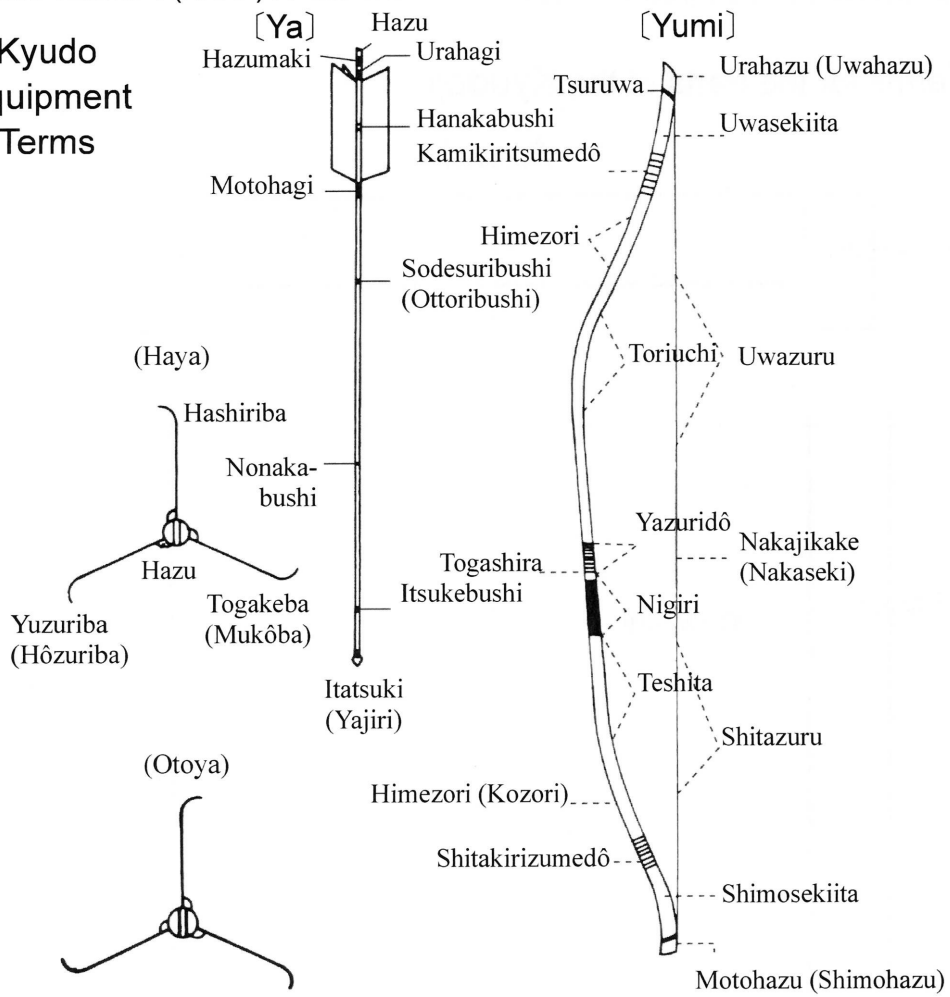 Kyudo
Equipment
Terms
〔Ya〕
Hazu
Hazumaki
Urahagi
Hanakabushi
Motohagi
Sodesuribushi
(Ottoribushi)
Nonaka-
bushi
Itsukebushi
Itatsuki
(Yajiri)
(Haya)
Hashiriba
Hazu
Yuzuriba
(Hôzuriba)
Togakeba
(Mukôba)
(Otoya)
〔Yumi〕
Urahazu (Uwahazu)
Tsuruwa
Uwasekiita
Kamikiritsumedô
Himezori
Toriuchi
Uwazuru
Yazuridô
Nakajikake
(Nakaseki)
Togashira
Nigiri
Teshita
Shitazuru
Himezori (Kozori)
Shitakirizumedô
Shimosekiita
Motohazu (Shimohazu)